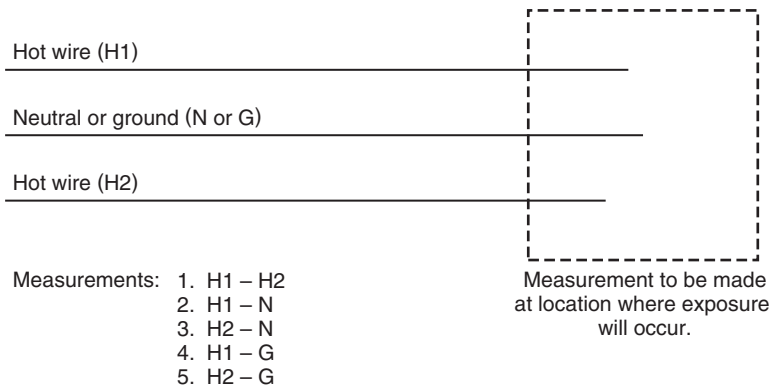 Hot wire (H1)
Neutral or ground (N or G)
Hot wire (H2)
Measurements: 1. H1 – H2
2. H1 – N
3. H2 – N
4. H1 – G
5. H2 – G
Measurement to be made
at location where exposure
will occur.